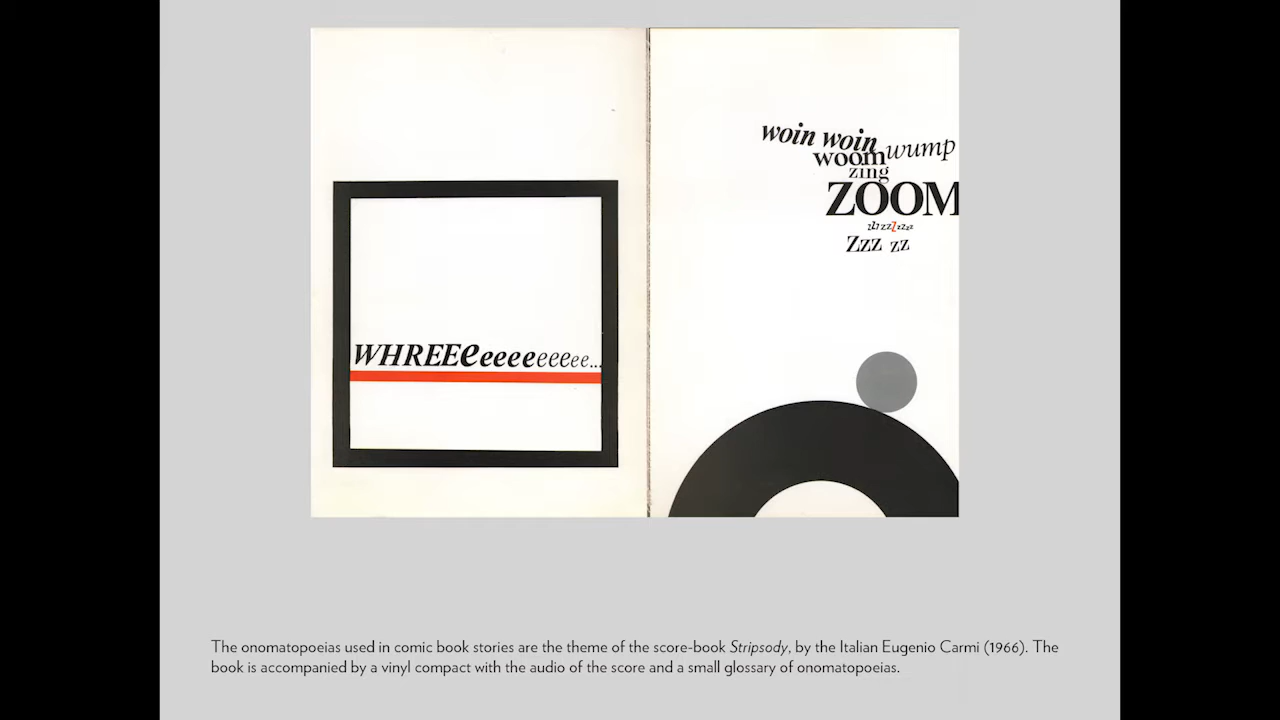 WHREEEeeeeeeeeee...
woin woin
woom wump
zing
ZOOM
Zzz zz
The onomatopoeias used in comic book stories are the theme of the score-book Stripsody, by the Italian Eugenio Carmi (1966). The
book is accompanied by a vinyl compact with the audio of the score and a small glossary of onomatopoeias.